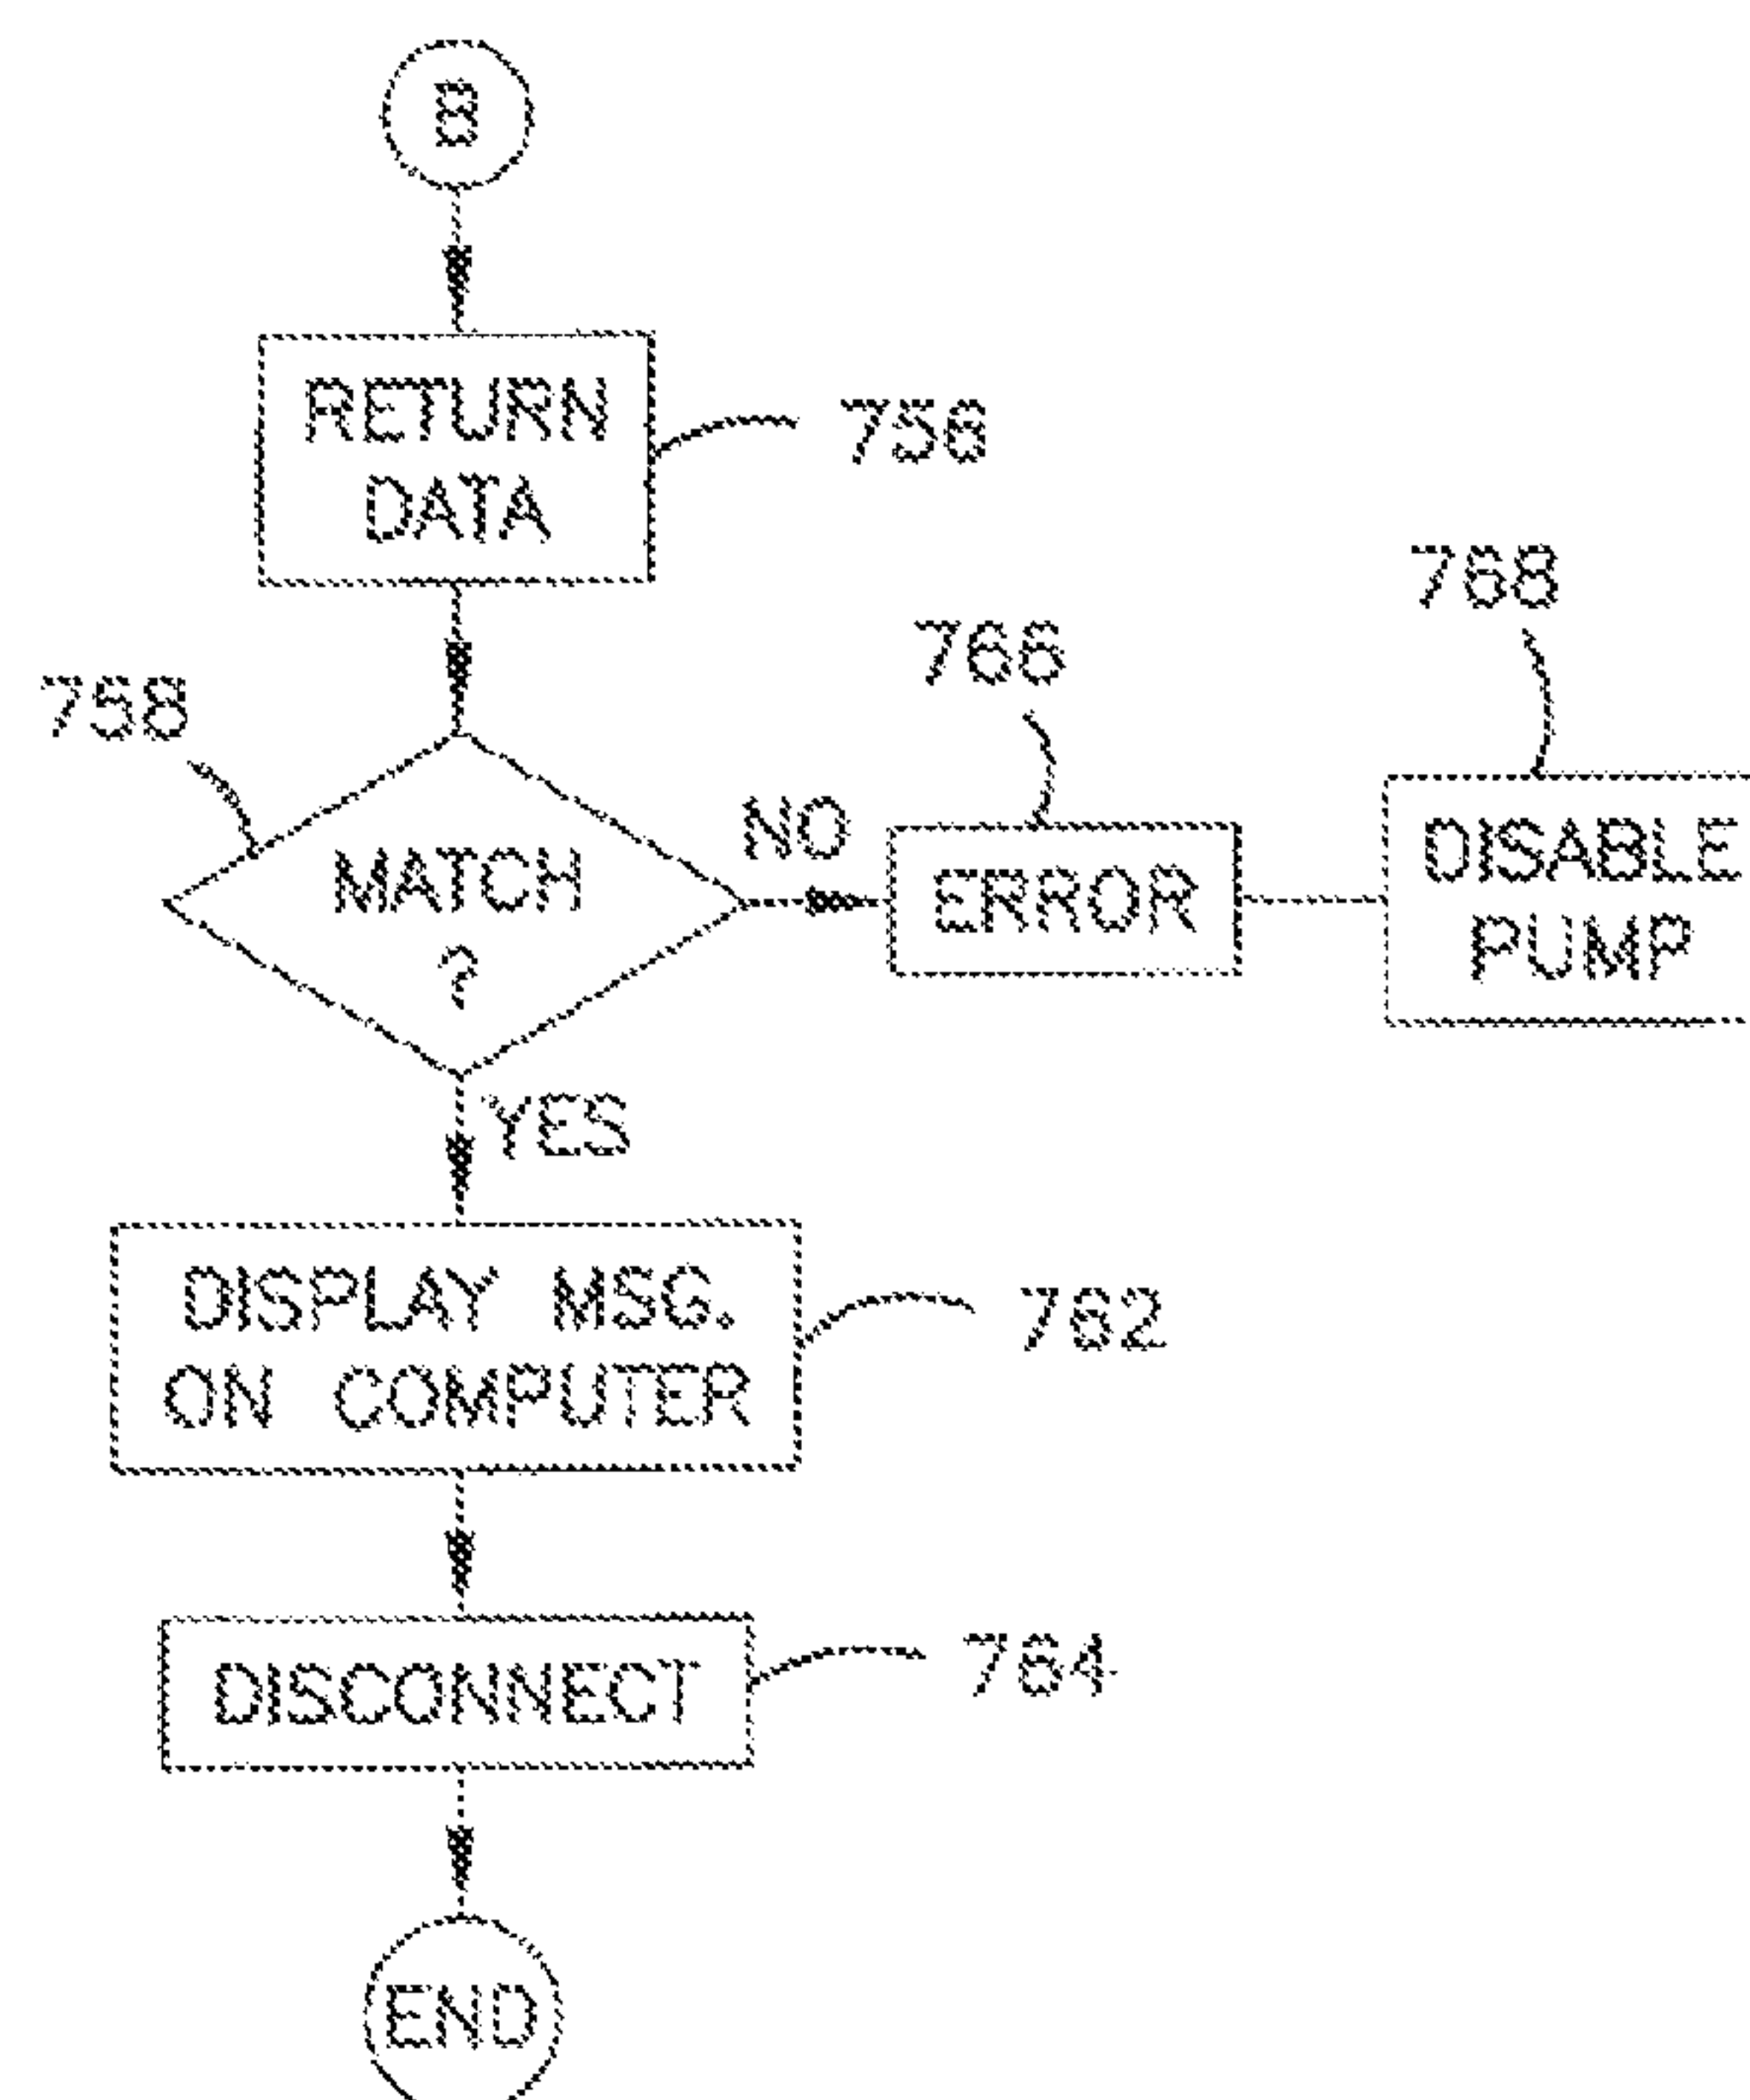 B
RETURN
DATA
756
758
MATCH
?
NO
766
ERROR
768
DISABLE
PUMP
YES
DISPLAY MSG.
ON COMPUTER
762
DISCONNECT
764
END